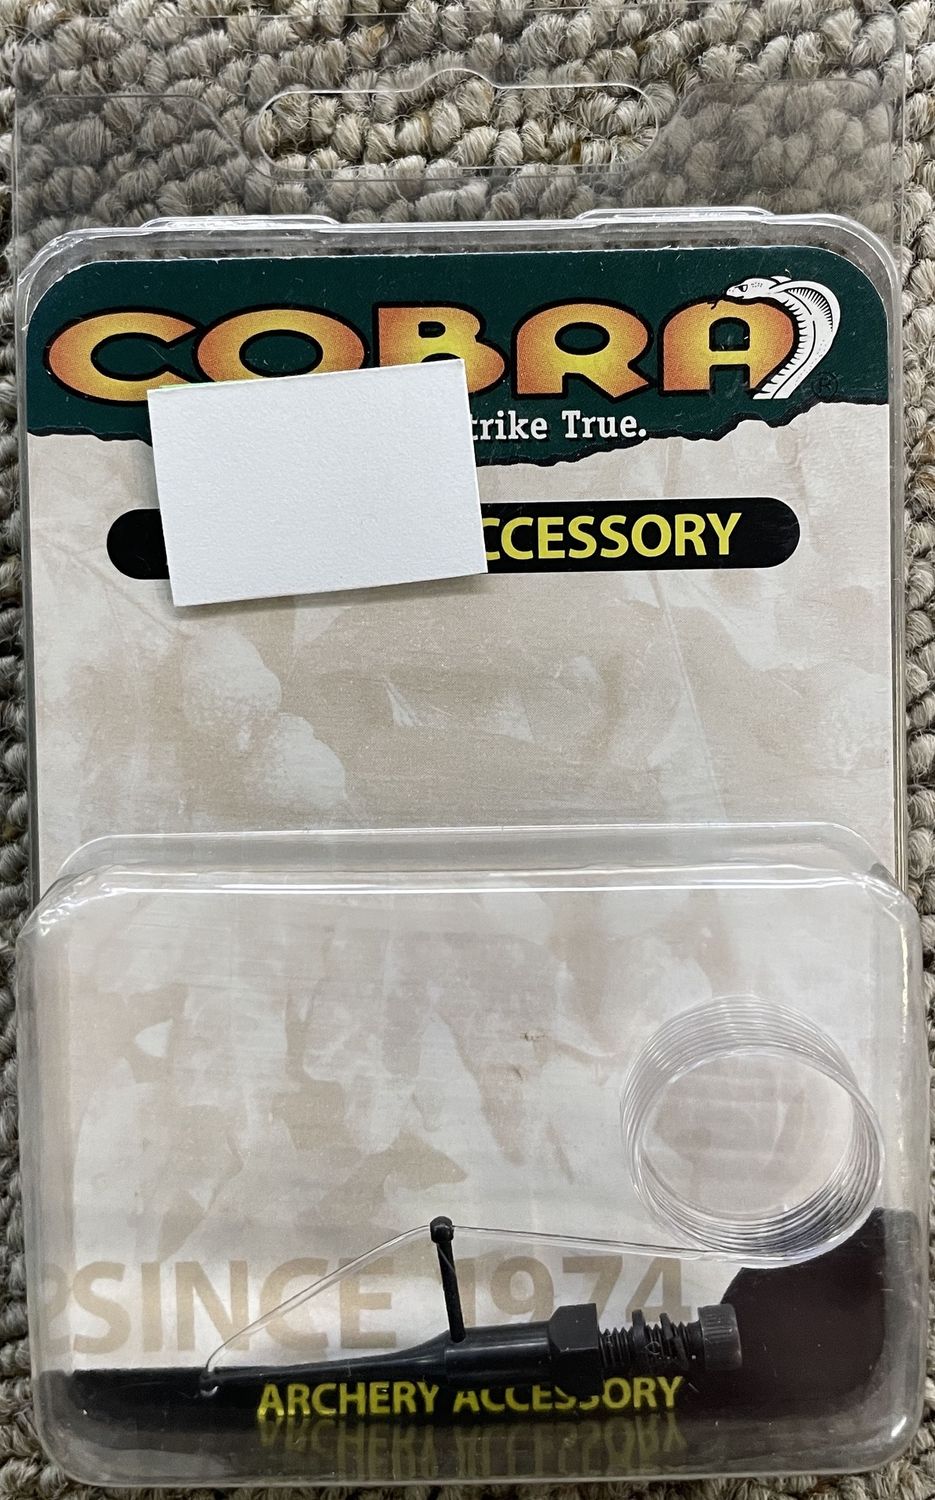 COBRA®
trike True.
CCESSORY
SINCE 1974
ARCHERY ACCESSORY